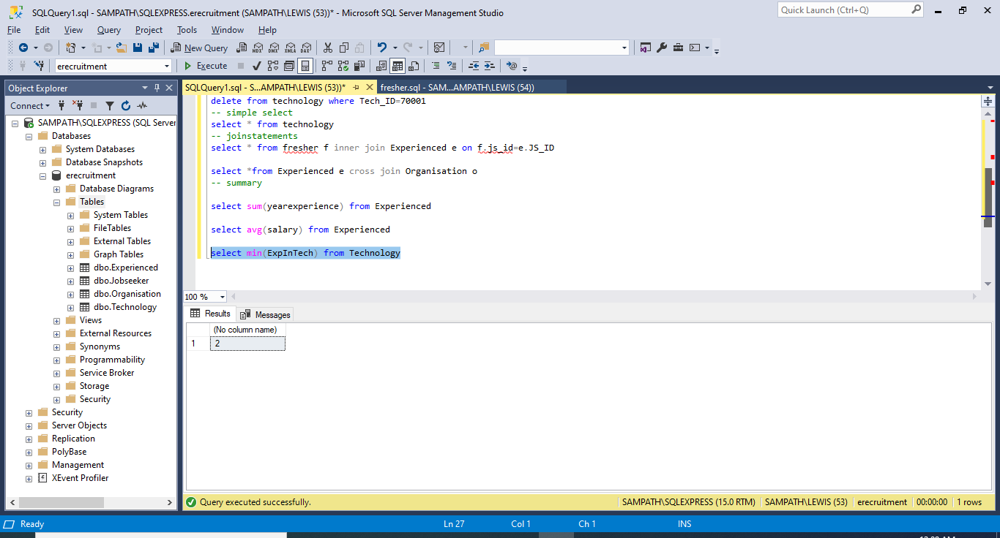 SQLQuery1.sql - SAMPATH\SQLEXPRESS.erecruitment (SAMPATH\LEWIS (53))* - Microsoft SQL Server Management Studio
Quick Launch (Ctrl+Q)
File Edit View Query Project Tools Window Help
New Query MDX DMX XMLA DAX
erecruitment Execute
Object Explorer
SQLQuery1.sql - S...AMPATH\LEWIS (53))* fresher.sql - SAM...AMPATH\LEWIS (54))
Connect
SAMPATH\SQLEXPRESS (SQL Server
Databases
System Databases
Database Snapshots
erecruitment
Database Diagrams
Tables
System Tables
FileTables
External Tables
Graph Tables
dbo.Experienced
dbo.Jobseeker
dbo.Organisation
dbo.Technology
Views
External Resources
Synonyms
Programmability
Service Broker
Storage
Security
Security
Server Objects
Replication
PolyBase
Management
XEvent Profiler
delete from technology where Tech_ID=70001
-- simple select
select * from technology
-- joinstatements
select * from fresher f inner join Experienced e on f.js_id=e.JS_ID
select *from Experienced e cross join Organisation o
-- summary
select sum(yearexperience) from Experienced
select avg(salary) from Experienced
select min(ExpInTech) from Technology
100 %
Results Messages
(No column name)
1 2
Query executed successfully. SAMPATH\SQLEXPRESS (15.0 RTM) SAMPATH\LEWIS (53) erecruitment 00:00:00 1 rows
Ready Ln 27 Col 1 Ch 1 INS